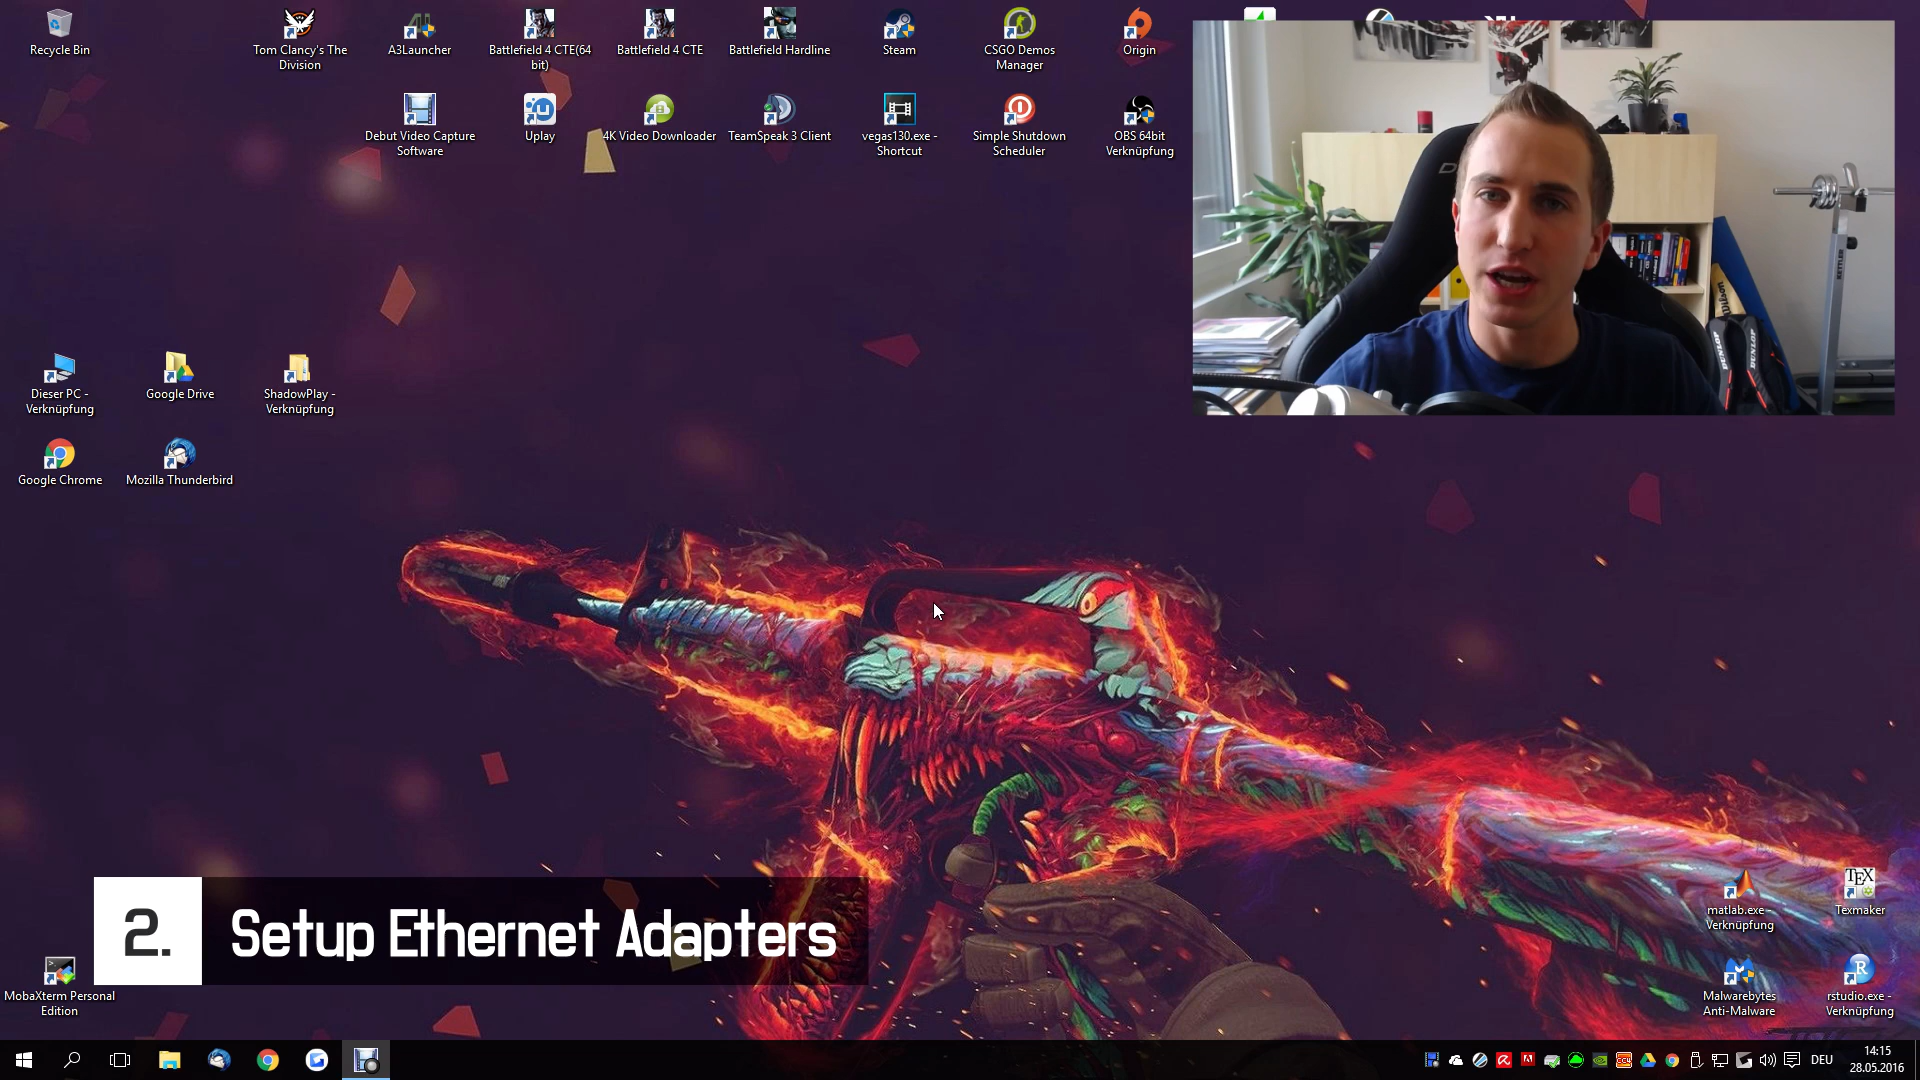 Recycle Bin
Tom Clancy's The
Division
A3Launcher
Battlefield 4 CTE(64
bit)
Battlefield 4 CTE
Battlefield Hardline
Steam
CSGO Demos
Manager
Origin
Debut Video Capture
Software
Uplay
4K Video Downloader
TeamSpeak 3 Client
vegas130.exe -
Shortcut
Simple Shutdown
Scheduler
OBS 64bit
Verknüpfung
Dieser PC -
Verknüpfung
Google Drive
ShadowPlay -
Verknüpfung
Google Chrome
Mozilla Thunderbird
KETTLER
DUNLOP
DUNLOP
2.
Setup Ethernet Adapters
matlab.exe -
Verknüpfung
TEX
Texmaker
MobaXterm Personal
Edition
Malwarebytes
Anti-Malware
R
rstudio.exe -
Verknüpfung
DEU
14:15
28.05.2016